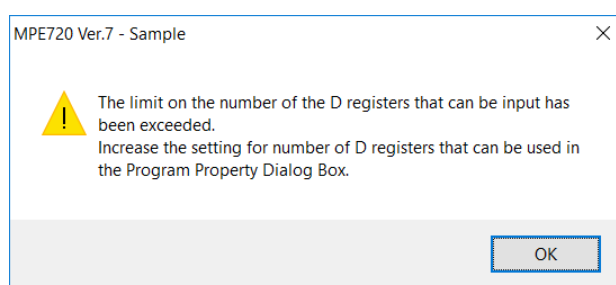 MPE720 Ver.7 - Sample
The limit on the number of the D registers that can be input has
been exceeded.
Increase the setting for number of D registers that can be used in
the Program Property Dialog Box.
OK